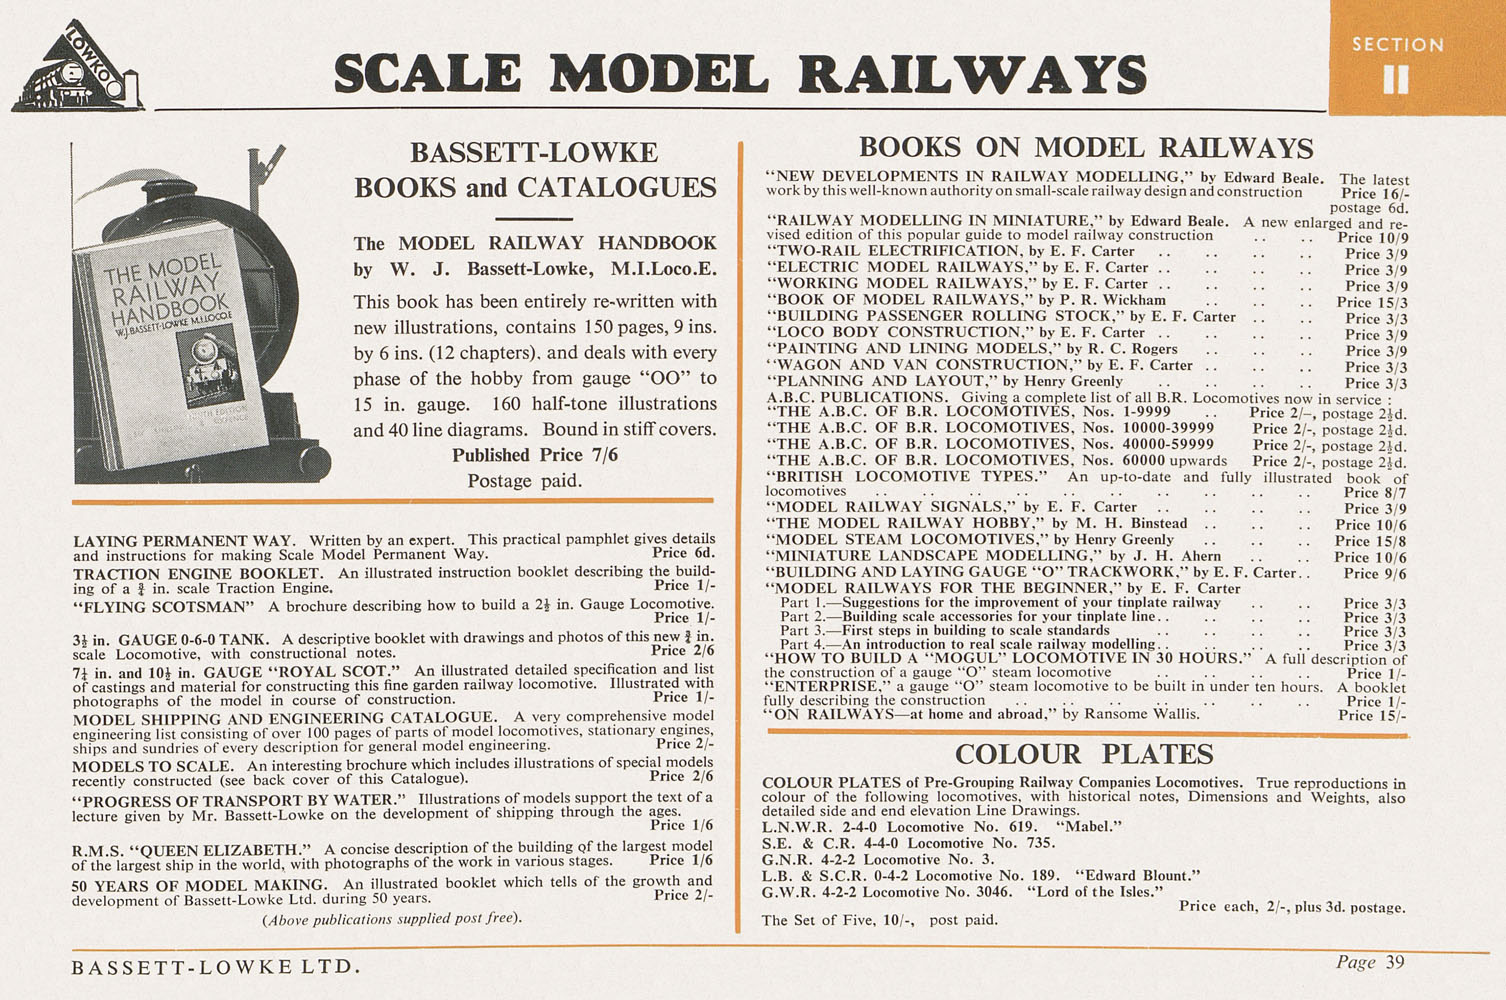 LOWKO
SCALE MODEL RAILWAYS
SECTION
II
THE MODEL
RAILWAY
HANDBOOK
W.J. BASSETT-LOWKE M.I.LOCO.E
BASSETT-LOWKE
BOOKS and CATALOGUES
The MODEL RAILWAY HANDBOOK
by W. J. Bassett-Lowke, M.I.Loco.E.
This book has been entirely re-written with
new illustrations, contains 150 pages, 9 ins.
by 6 ins. (12 chapters). and deals with every
phase of the hobby from gauge “OO” to
15 in. gauge. 160 half-tone illustrations
and 40 line diagrams. Bound in stiff covers.
Published Price 7/6
Postage paid.
LAYING PERMANENT WAY. Written by an expert. This practical pamphlet gives details
and instructions for making Scale Model Permanent Way. Price 6d.
TRACTION ENGINE BOOKLET. An illustrated instruction booklet describing the build-
ing of a ¾ in. scale Traction Engine. Price 1/-
“FLYING SCOTSMAN” A brochure describing how to build a 2½ in. Gauge Locomotive.
Price 1/-
3½ in. GAUGE 0-6-0 TANK. A descriptive booklet with drawings and photos of this new ¾ in.
scale Locomotive, with constructional notes. Price 2/6
7¼ in. and 10½ in. GAUGE “ROYAL SCOT.” An illustrated detailed specification and list
of castings and material for constructing this fine garden railway locomotive. Illustrated with
photographs of the model in course of construction. Price 1/-
MODEL SHIPPING AND ENGINEERING CATALOGUE. A very comprehensive model
engineering list consisting of over 100 pages of parts of model locomotives, stationary engines,
ships and sundries of every description for general model engineering. Price 2/-
MODELS TO SCALE. An interesting brochure which includes illustrations of special models
recently constructed (see back cover of this Catalogue). Price 2/6
“PROGRESS OF TRANSPORT BY WATER.” Illustrations of models support the text of a
lecture given by Mr. Bassett-Lowke on the development of shipping through the ages.
Price 1/6
R.M.S. “QUEEN ELIZABETH.” A concise description of the building of the largest model
of the largest ship in the world, with photographs of the work in various stages. Price 1/6
50 YEARS OF MODEL MAKING. An illustrated booklet which tells of the growth and
development of Bassett-Lowke Ltd. during 50 years. Price 2/-
(Above publications supplied post free).
BOOKS ON MODEL RAILWAYS
“NEW DEVELOPMENTS IN RAILWAY MODELLING,” by Edward Beale. The latest
work by this well-known authority on small-scale railway design and construction Price 16/-
postage 6d.
“RAILWAY MODELLING IN MINIATURE,” by Edward Beale. A new enlarged and re-
vised edition of this popular guide to model railway construction .. .. Price 10/9
“TWO-RAIL ELECTRIFICATION, by E. F. Carter .. .. .. .. Price 3/9
“ELECTRIC MODEL RAILWAYS,” by E. F. Carter .. .. .. .. Price 3/9
“WORKING MODEL RAILWAYS,” by E. F. Carter .. .. .. .. Price 3/9
“BOOK OF MODEL RAILWAYS,” by P. R. Wickham .. .. .. Price 15/3
“BUILDING PASSENGER ROLLING STOCK,” by E. F. Carter .. .. Price 3/3
“LOCO BODY CONSTRUCTION,” by E. F. Carter .. .. .. .. Price 3/9
“PAINTING AND LINING MODELS,” by R. C. Rogers .. .. .. Price 3/9
“WAGON AND VAN CONSTRUCTION,” by E. F. Carter .. .. .. Price 3/3
“PLANNING AND LAYOUT,” by Henry Greenly .. .. .. .. Price 3/3
A.B.C. PUBLICATIONS. Giving a complete list of all B.R. Locomotives now in service :
“THE A.B.C. OF B.R. LOCOMOTIVES, Nos. 1-9999 .. Price 2/-, postage 2½d.
“THE A.B.C. OF B.R. LOCOMOTIVES, Nos. 10000-39999 Price 2/-, postage 2½d.
“THE A.B.C. OF B.R. LOCOMOTIVES, Nos. 40000-59999 Price 2/-, postage 2½d.
“THE A.B.C. OF B.R. LOCOMOTIVES, Nos. 60000 upwards Price 2/-, postage 2½d.
“BRITISH LOCOMOTIVE TYPES.” An up-to-date and fully illustrated book of
locomotives .. .. .. .. .. .. .. .. .. .. Price 8/7
“MODEL RAILWAY SIGNALS,” by E. F. Carter .. .. .. .. Price 3/9
“THE MODEL RAILWAY HOBBY,” by M. H. Binstead .. .. .. Price 10/6
“MODEL STEAM LOCOMOTIVES,” by Henry Greenly .. .. .. Price 15/8
“MINIATURE LANDSCAPE MODELLING,” by J. H. Ahern .. .. Price 10/6
“BUILDING AND LAYING GAUGE “O” TRACKWORK,” by E. F. Carter.. Price 9/6
“MODEL RAILWAYS FOR THE BEGINNER,” by E. F. Carter
Part 1.—Suggestions for the improvement of your tinplate railway .. .. Price 3/3
Part 2.—Building scale accessories for your tinplate line.. .. .. .. Price 3/3
Part 3.—First steps in building to scale standards .. .. .. .. Price 3/3
Part 4.—An introduction to real scale railway modelling.. .. .. .. Price 3/3
“HOW TO BUILD A “MOGUL” LOCOMOTIVE IN 30 HOURS.” A full description of
the construction of a gauge “O” steam locomotive .. .. .. .. Price 1/-
“ENTERPRISE,” a gauge “O” steam locomotive to be built in under ten hours. A booklet
fully describing the construction .. .. .. .. .. .. .. Price 1/-
“ON RAILWAYS—at home and abroad,” by Ransome Wallis. Price 15/-
COLOUR PLATES
COLOUR PLATES of Pre-Grouping Railway Companies Locomotives. True reproductions in
colour of the following locomotives, with historical notes, Dimensions and Weights, also
detailed side and end elevation Line Drawings.
L.N.W.R. 2-4-0 Locomotive No. 619. “Mabel.”
S.E. & C.R. 4-4-0 Locomotive No. 735.
G.N.R. 4-2-2 Locomotive No. 3.
L.B. & S.C.R. 0-4-2 Locomotive No. 189. “Edward Blount.”
G.W.R. 4-2-2 Locomotive No. 3046. “Lord of the Isles.”
Price each, 2/-, plus 3d. postage.
The Set of Five, 10/-, post paid.
BASSETT-LOWKE LTD.
Page 39